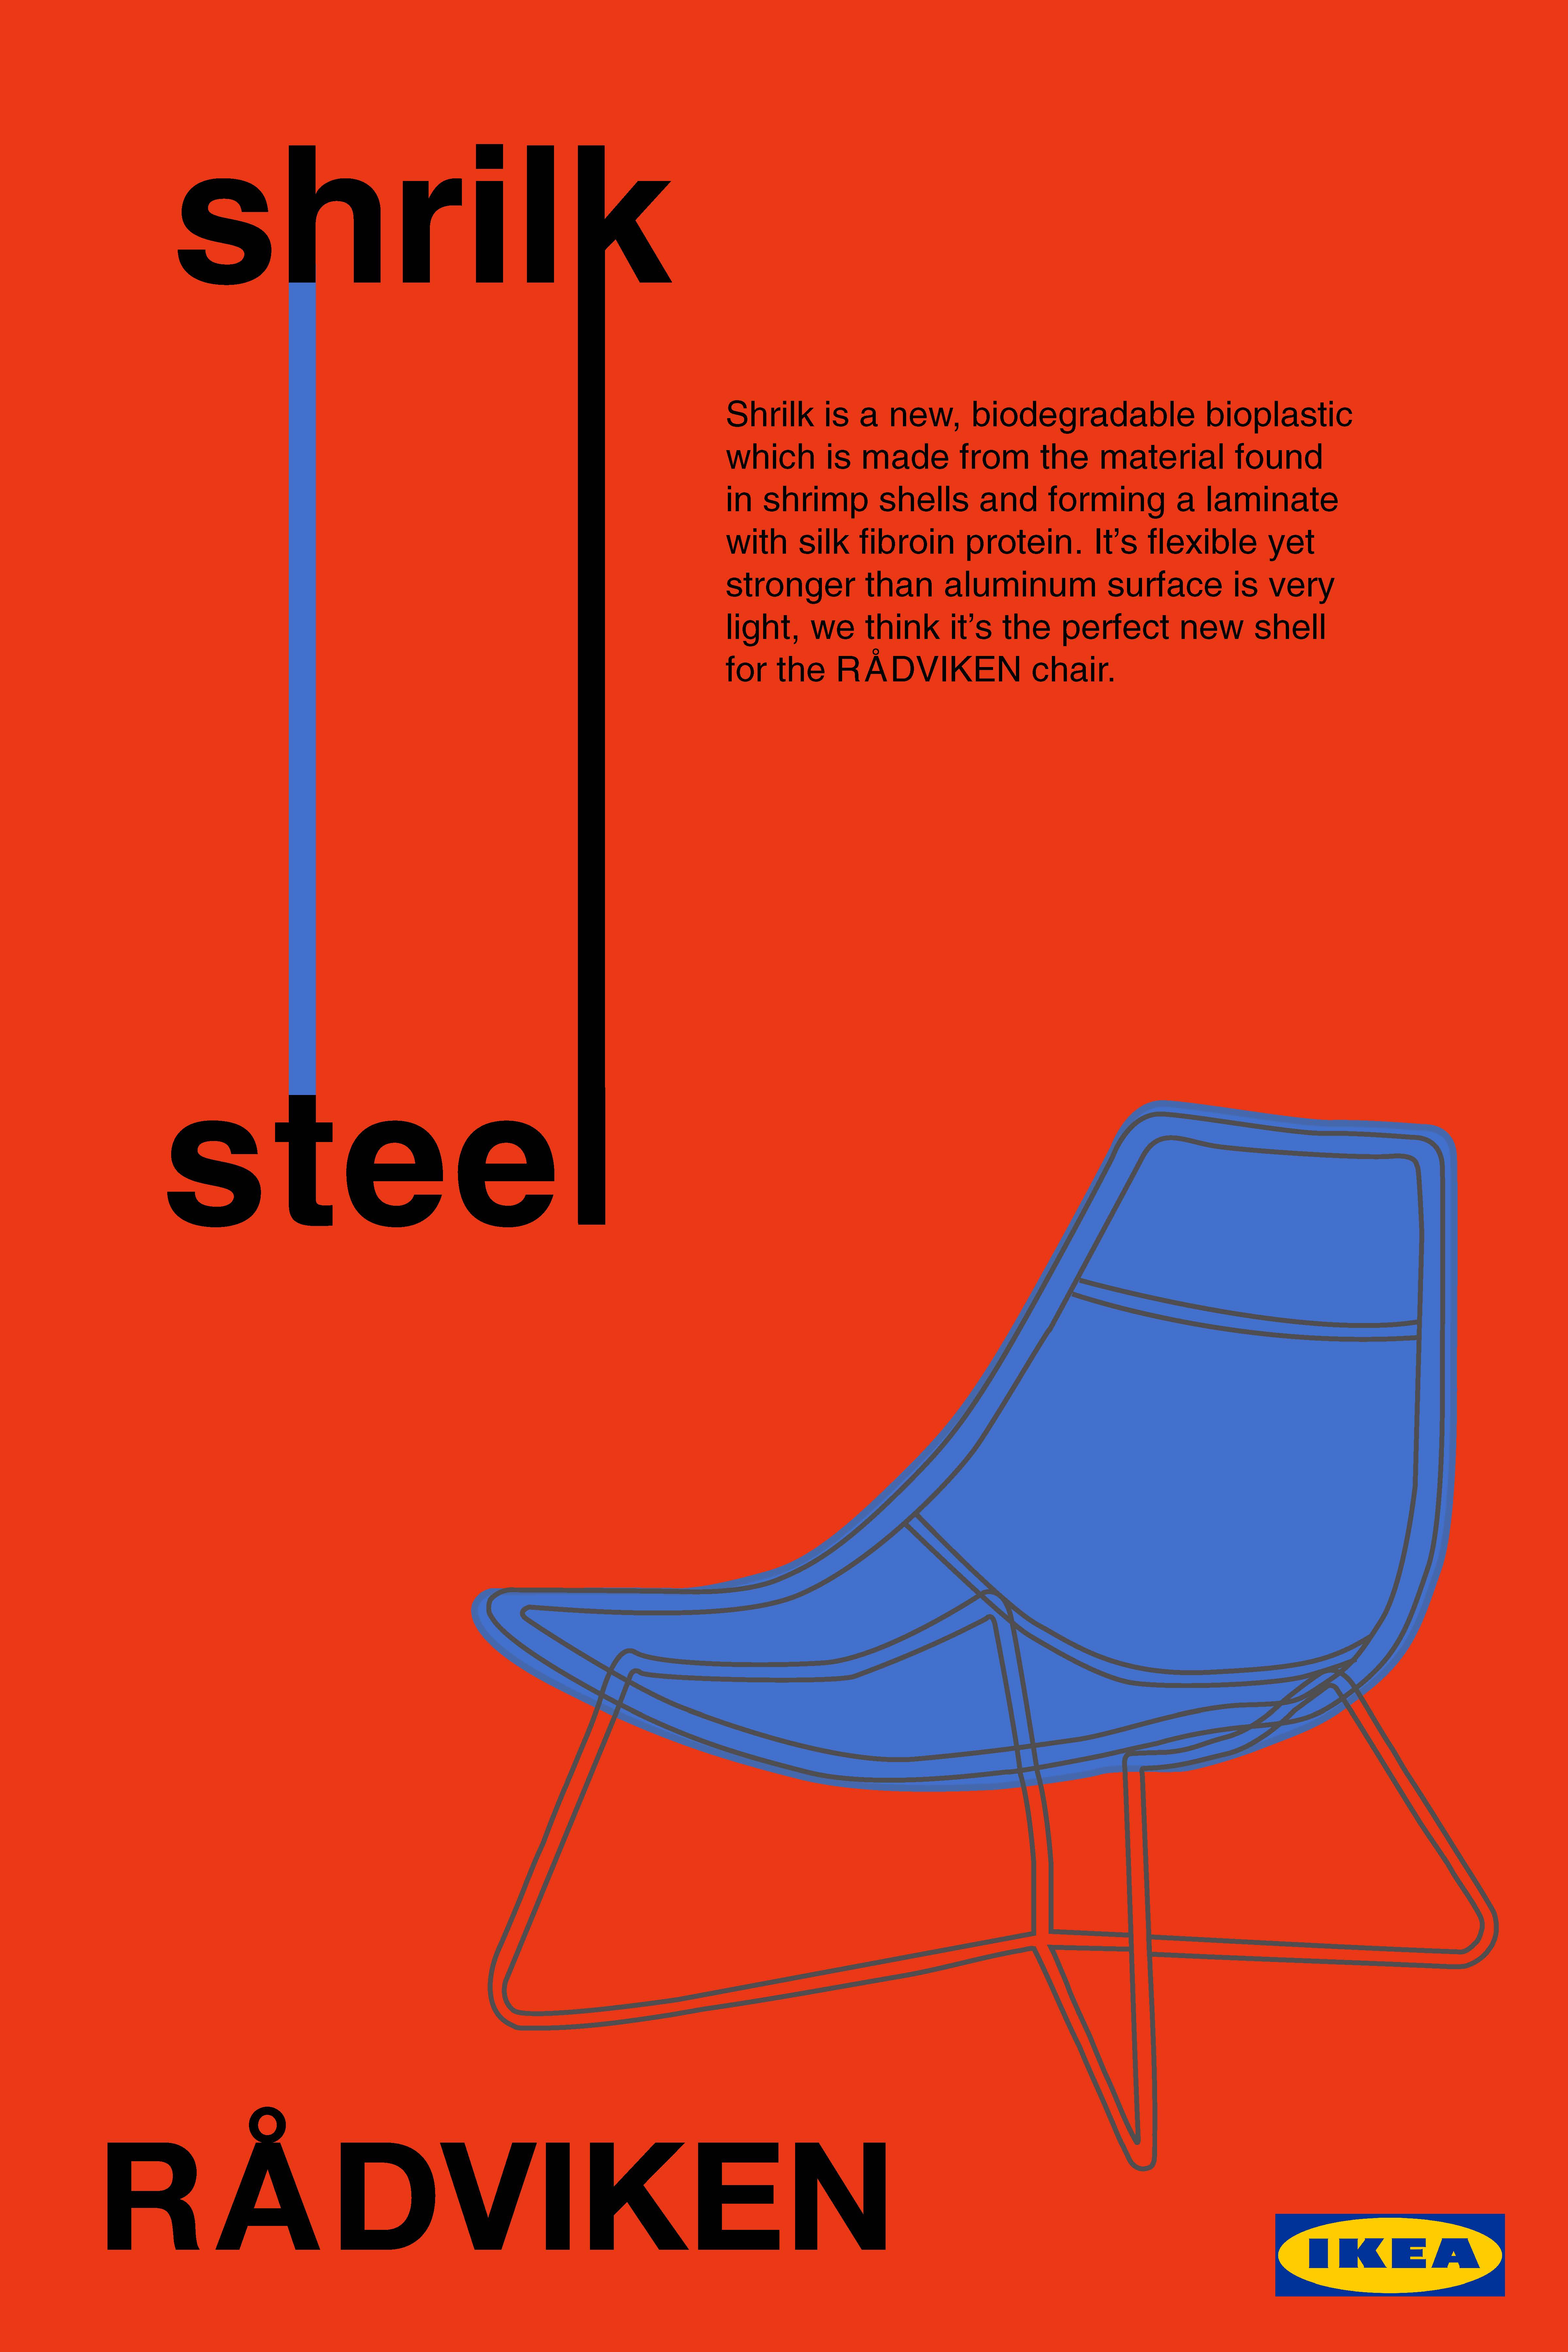 shrilk
Shrilk is a new, biodegradable bioplastic
which is made from the material found
in shrimp shells and forming a laminate
with silk fibroin protein. It’s flexible yet
stronger than aluminum surface is very
light, we think it’s the perfect new shell
for the RÅDVIKEN chair.
steel
RÅDVIKEN
IKEA